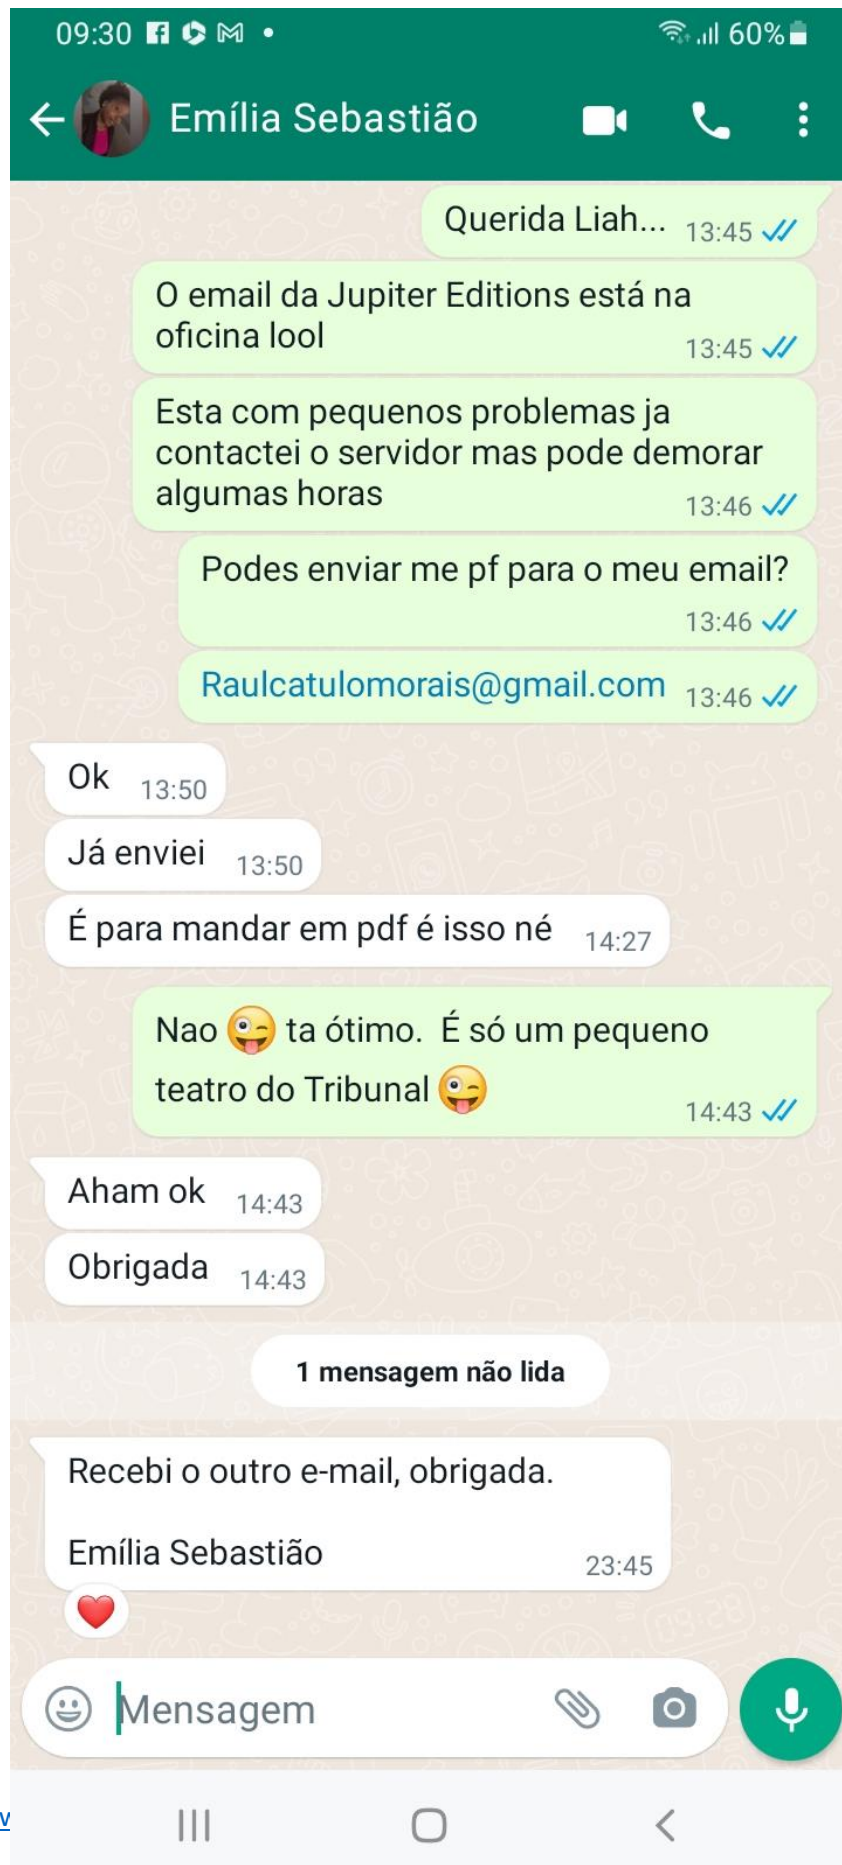 09:30
60%
Emília Sebastião
Querida Liah... 13:45
O email da Jupiter Editions está na
oficina lool
13:45
Esta com pequenos problemas ja
contactei o servidor mas pode demorar
algumas horas
13:46
Podes enviar me pf para o meu email?
13:46
Raulcatulomorais@gmail.com 13:46
Ok 13:50
Já enviei 13:50
É para mandar em pdf é isso né 14:27
Nao 😜 ta ótimo. É só um pequeno
teatro do Tribunal 😜
14:43
Aham ok 14:43
Obrigada 14:43
1 mensagem não lida
Recebi o outro e-mail, obrigada.
Emília Sebastião
23:45
Mensagem